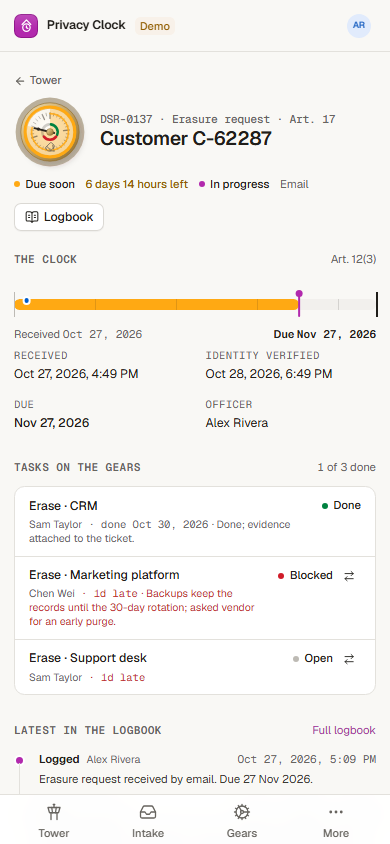 Privacy Clock Demo AR
Tower
DSR-0137 · Erasure request · Art. 17
Customer C-62287
Due soon 6 days 14 hours left In progress Email
Logbook
THE CLOCK Art. 12(3)
Received Oct 27, 2026 Due Nov 27, 2026
RECEIVED IDENTITY VERIFIED
Oct 27, 2026, 4:49 PM Oct 28, 2026, 6:49 PM
DUE OFFICER
Nov 27, 2026 Alex Rivera
TASKS ON THE GEARS 1 of 3 done
Erase · CRM Done
Sam Taylor · done Oct 30, 2026 · Done; evidence
attached to the ticket.
Erase · Marketing platform Blocked
Chen Wei · 1d late · Backups keep the
records until the 30-day rotation; asked vendor
for an early purge.
Erase · Support desk Open
Sam Taylor · 1d late
LATEST IN THE LOGBOOK Full logbook
Logged Alex Rivera Oct 27, 2026, 5:09 PM
Erasure request received by email. Due 27 Nov 2026.
Tower Intake Gears More